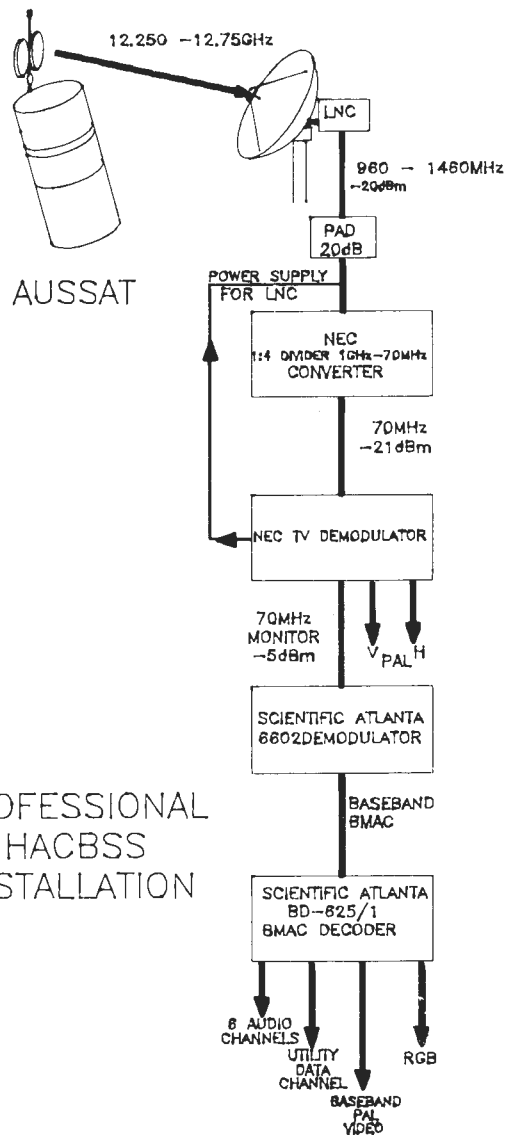 12.250 -12.75GHz
LNC
960 - 1460MHz
-20dBm
PAD
20dB
AUSSAT
POWER SUPPLY
FOR LNC
NEC
1:4 DIVIDER 1GHz-70MHz
CONVERTER
70MHz
-21dBm
NEC TV DEMODULATOR
70MHz
MONITOR
-5dBm
V PAL H
SCIENTIFIC ATLANTA
6602DEMODULATOR
OFESSIONAL
HACBSS
STALLATION
BASEBAND
BMAC
SCIENTIFIC ATLANTA
BD-625/1
BMAC DECODER
6 AUDIO
CHANNELS
UTILITY
DATA
CHANNEL
BASEBAND
PAL
VIDEO
RGB